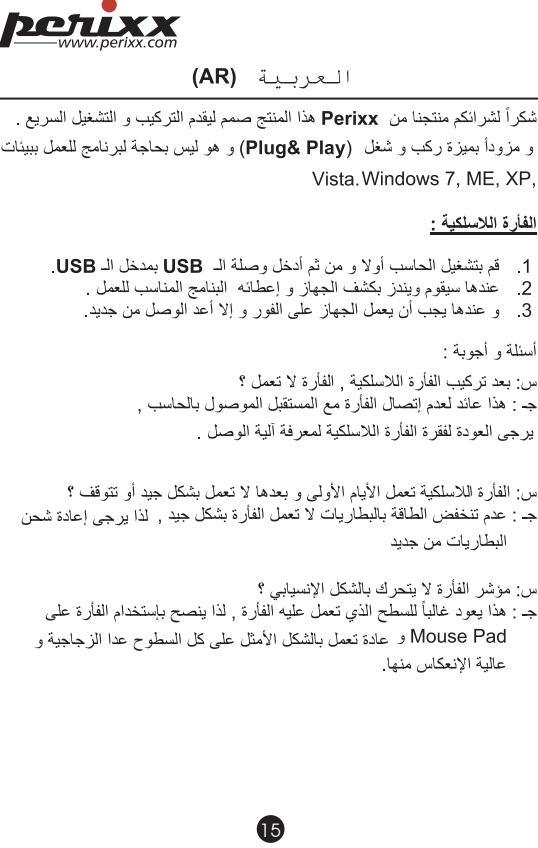 perixx
www.perixx.com
العربية (AR)
شكراً لشرائكم منتجنا من Perixx هذا المنتج صمم ليقدم التركيب و التشغيل السريع .
و مزوداً بميزة ركب و شغل (Plug& Play) و هو ليس بحاجة لبرنامج للعمل ببيئات
Vista.Windows 7, ME, XP,
الفأرة اللاسلكية :
1. قم بتشغيل الحاسب أولا و من ثم أدخل وصلة الـ USB بمدخل الـ USB.
2. عندها سيقوم ويندز بكشف الجهاز و إعطائه البنامج المناسب للعمل .
3. و عندها يجب أن يعمل الجهاز على الفور و إلا أعد الوصل من جديد.
أسئلة و أجوبة :
س: بعد تركيب الفأرة اللاسلكية , الفأرة لا تعمل ؟
جـ : هذا عائد لعدم إتصال الفأرة مع المستقبل الموصول بالحاسب ,
يرجى العودة لفقرة الفأرة اللاسلكية لمعرفة آلية الوصل .
س: الفأرة اللاسلكية تعمل الأيام الأولى و بعدها لا تعمل بشكل جيد أو تتوقف ؟
جـ : عدم تنخفض الطاقة بالبطاريات لا تعمل الفأرة بشكل جيد , لذا يرجى إعادة شحن
البطاريات من جديد
س: مؤشر الفأرة لا يتحرك بالشكل الإنسيابي ؟
جـ : هذا يعود غالباً للسطح الذي تعمل عليه الفأرة , لذا ينصح بإستخدام الفأرة على
Mouse Pad و عادة تعمل بالشكل الأمثل على كل السطوح عدا الزجاجية و
عالية الإنعكاس منها.
15